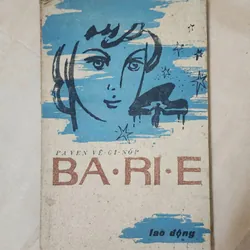 PA VEN VÊ-GI-NỐP
BA·RI·E
lao động